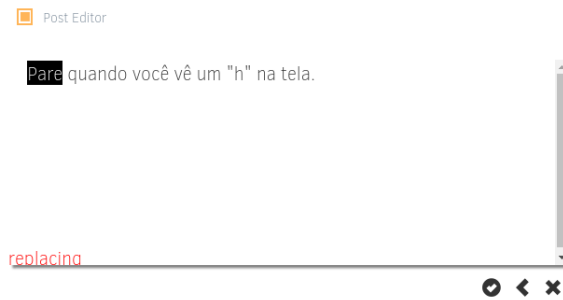 Post Editor
Pare quando você vê um "h" na tela.
replacing